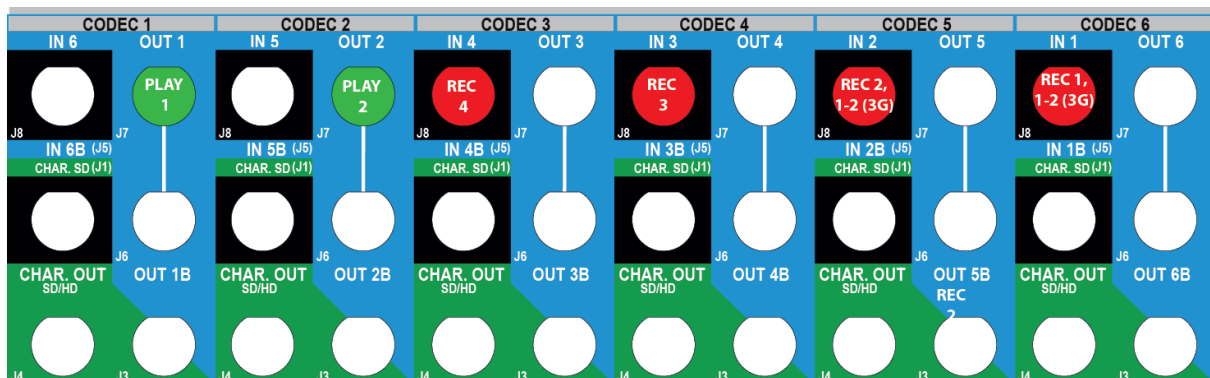 CODEC 1 CODEC 2 CODEC 3 CODEC 4 CODEC 5 CODEC 6
IN 6 OUT 1 IN 5 OUT 2 IN 4 OUT 3 IN 3 OUT 4 IN 2 OUT 5 IN 1 OUT 6
PLAY PLAY REC REC REC 2, REC 1,
1 2 4 3 1-2 (3G) 1-2 (3G)
J8 J7 J8 J7 J8 J7 J8 J7 J8 J7 J8 J7
IN 6B (J5) IN 5B (J5) IN 4B (J5) IN 3B (J5) IN 2B (J5) IN 1B (J5)
CHAR. SD (J1) CHAR. SD (J1) CHAR. SD (J1) CHAR. SD (J1) CHAR. SD (J1) CHAR. SD (J1)
J6 J6 J6 J6 J6 J6
CHAR. OUT OUT 1B CHAR. OUT OUT 2B CHAR. OUT OUT 3B CHAR. OUT OUT 4B CHAR. OUT OUT 5B CHAR. OUT OUT 6B
SD/HD SD/HD SD/HD SD/HD SD/HD SD/HD
REC
2
J4 J3 J4 J3 J4 J3 J4 J3 J4 J3 J4 J3